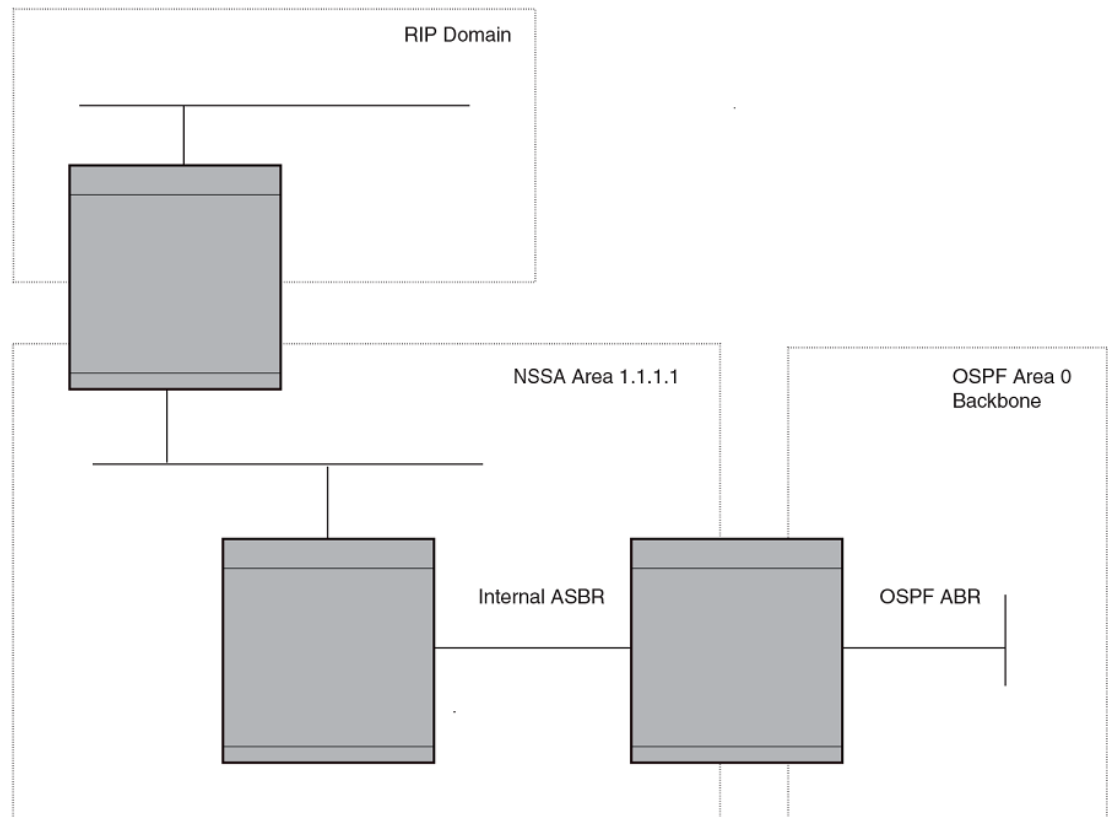 RIP Domain
NSSA Area 1.1.1.1
OSPF Area 0
Backbone
Internal ASBR
OSPF ABR